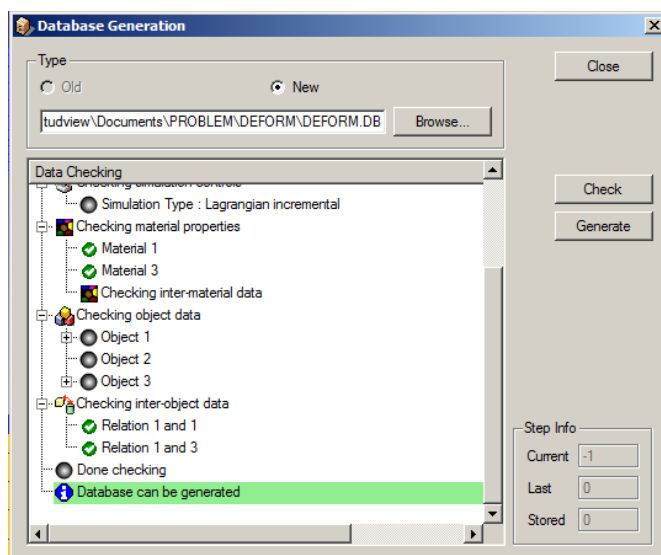 Database Generation
Type
Old
New
Close
tudview\Documents\PROBLEM\DEFORM\DEFORM.DB
Browse...
Data Checking
Checking simulation controls
Simulation Type : Lagrangian incremental
Check
Checking material properties
Generate
Material 1
Material 3
Checking inter-material data
Checking object data
Object 1
Object 2
Object 3
Checking inter-object data
Relation 1 and 1
Relation 1 and 3
Done checking
Database can be generated
Step Info
Current -1
Last 0
Stored 0